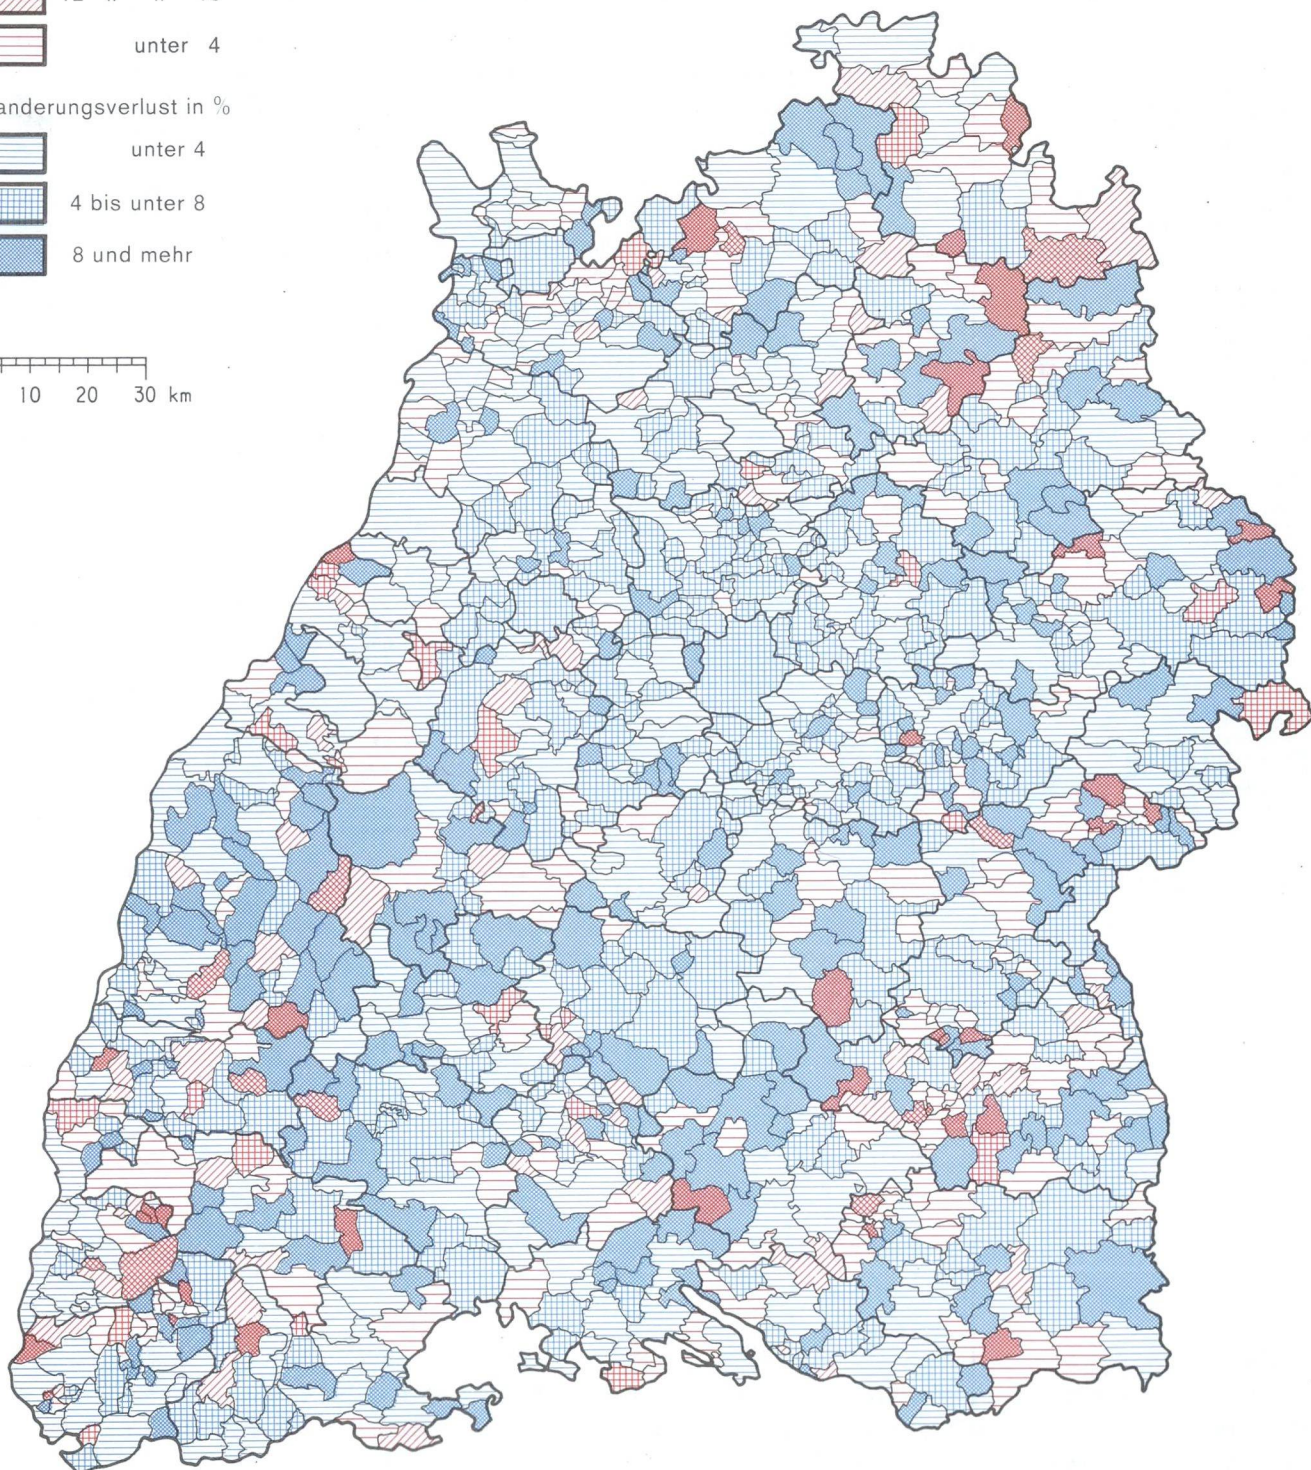 unter 4
anderungsverlust in %
unter 4
4 bis unter 8
8 und mehr
10 20 30 km